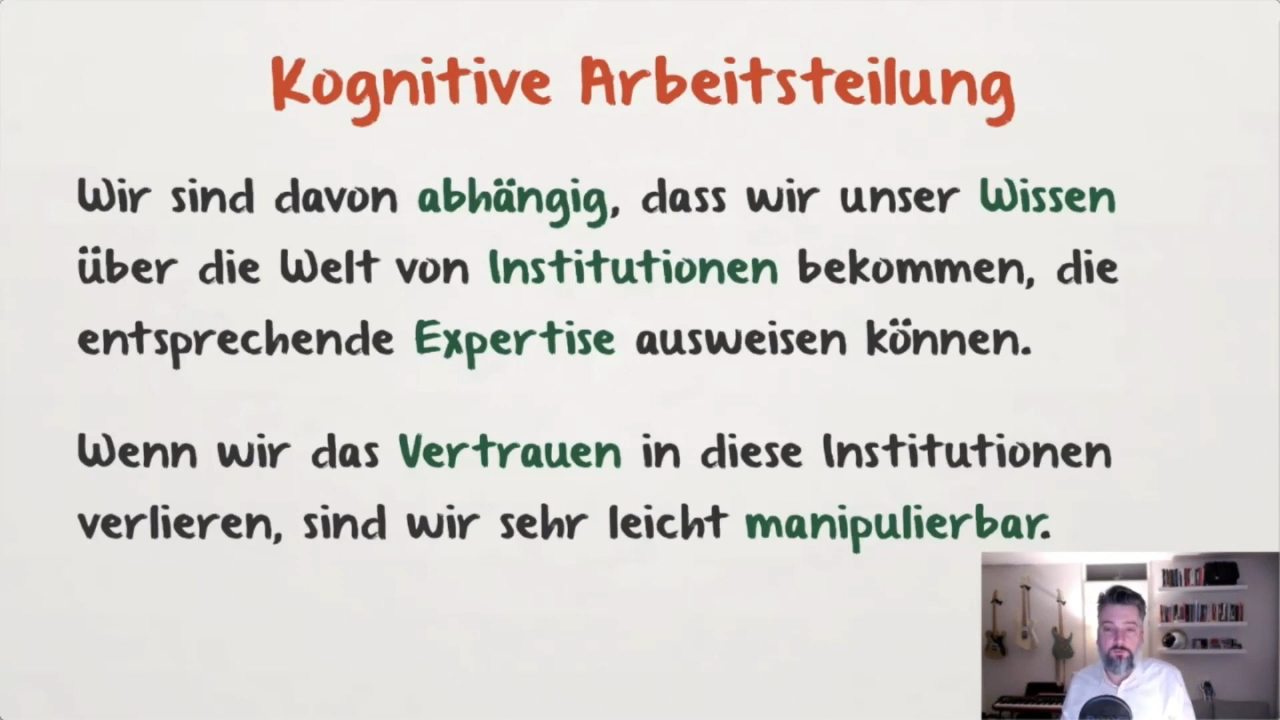 Kognitive Arbeitsteilung
Wir sind davon abhängig, dass wir unser Wissen
über die Welt von Institutionen bekommen, die
entsprechende Expertise ausweisen können.
Wenn wir das Vertrauen in diese Institutionen
verlieren, sind wir sehr leicht manipulierbar.